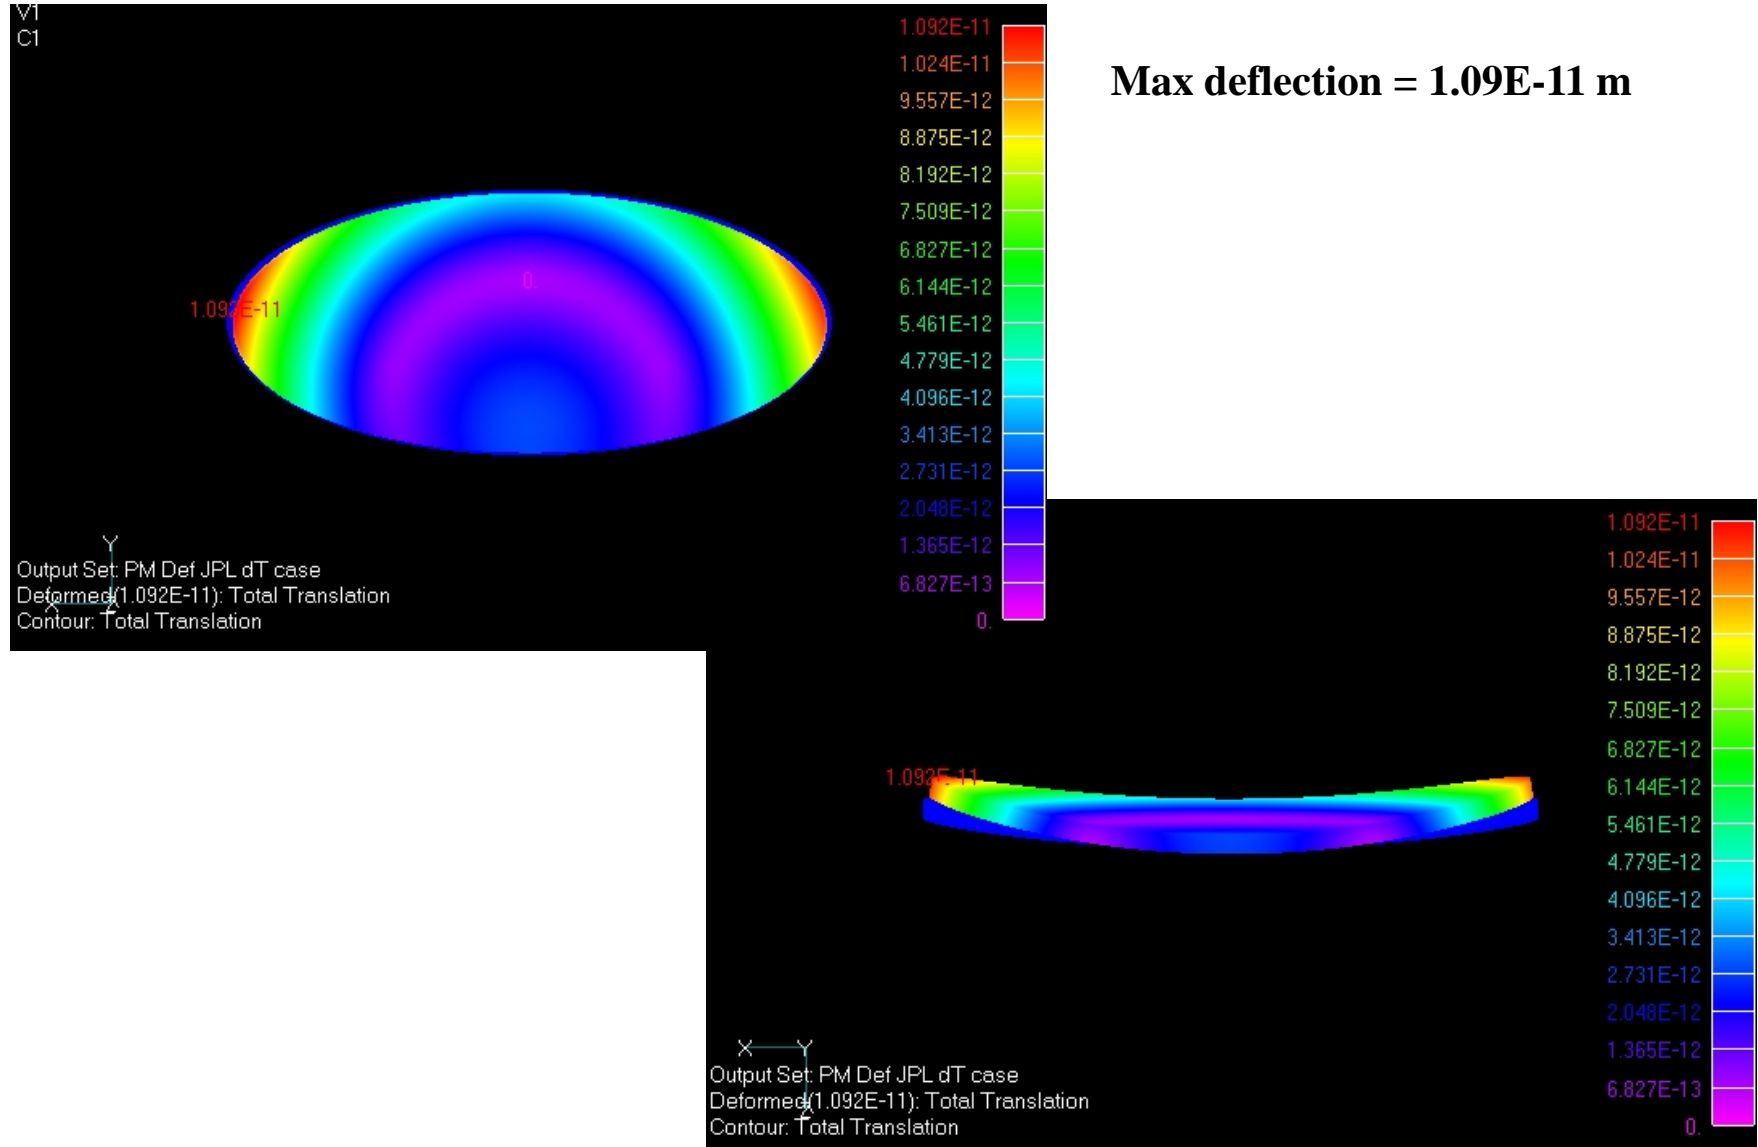 V1
C1
1.092E-11
1.024E-11
9.557E-12
8.875E-12
8.192E-12
7.509E-12
6.827E-12
6.144E-12
5.461E-12
4.779E-12
4.096E-12
3.413E-12
2.731E-12
2.048E-12
1.365E-12
6.827E-13
0.
0.
1.092E-11
Y
X
Z
Output Set: PM Def JPL dT case
Deformed(1.092E-11): Total Translation
Contour: Total Translation
Max deflection = 1.09E-11 m
1.092E-11
1.024E-11
9.557E-12
8.875E-12
8.192E-12
7.509E-12
6.827E-12
6.144E-12
5.461E-12
4.779E-12
4.096E-12
3.413E-12
2.731E-12
2.048E-12
1.365E-12
6.827E-13
0.
1.092E-11
X Y
Z
Output Set: PM Def JPL dT case
Deformed(1.092E-11): Total Translation
Contour: Total Translation